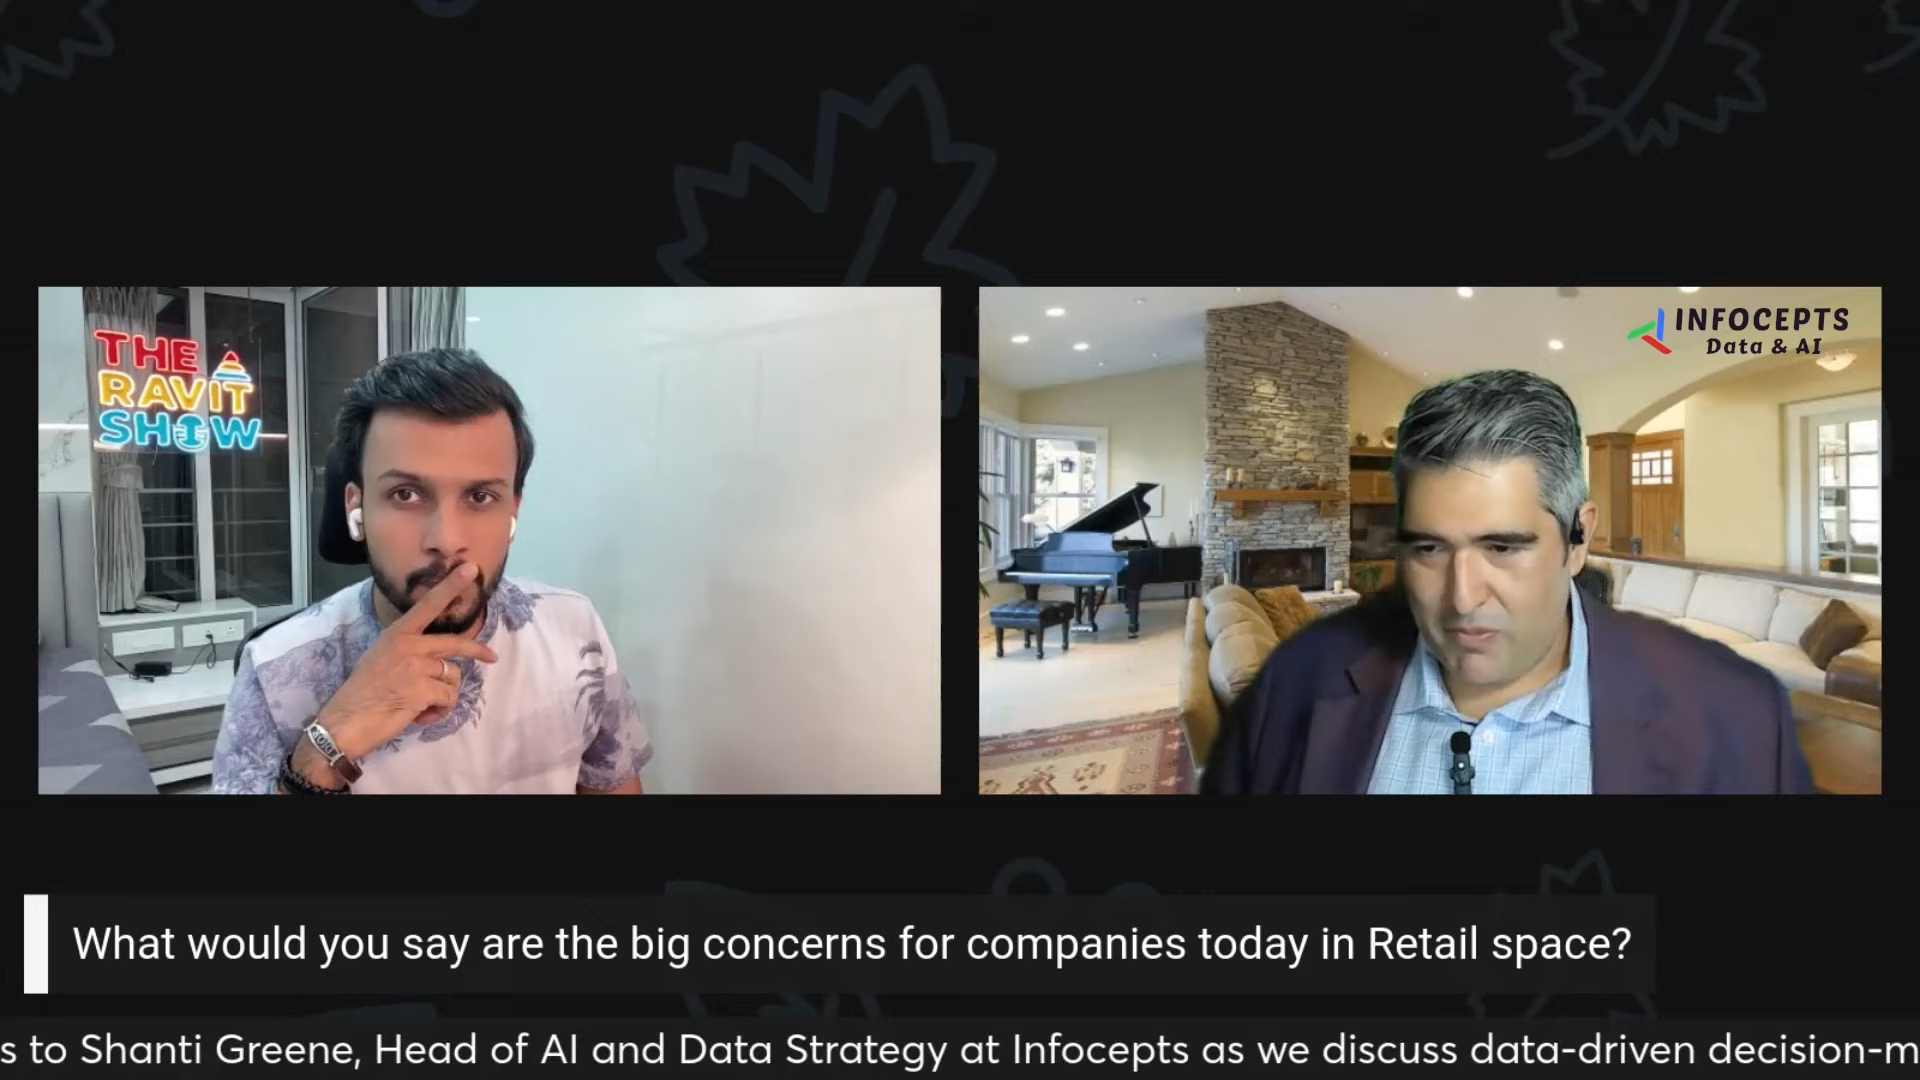 THE
RAVIT
SHOW
INFOCEPTS
Data & AI
What would you say are the big concerns for companies today in Retail space?
s to Shanti Greene, Head of AI and Data Strategy at Infocepts as we discuss data-driven decision-m